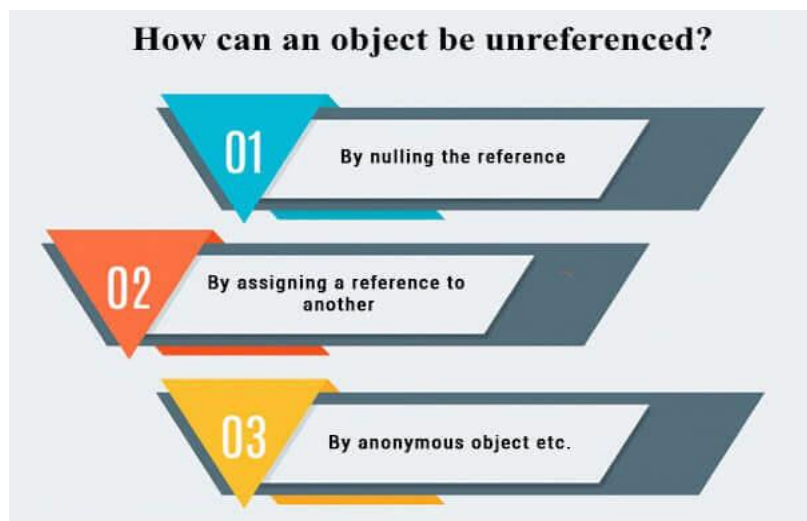 How can an object be unreferenced?
01
By nulling the reference
02
By assigning a reference to
another
03
By anonymous object etc.